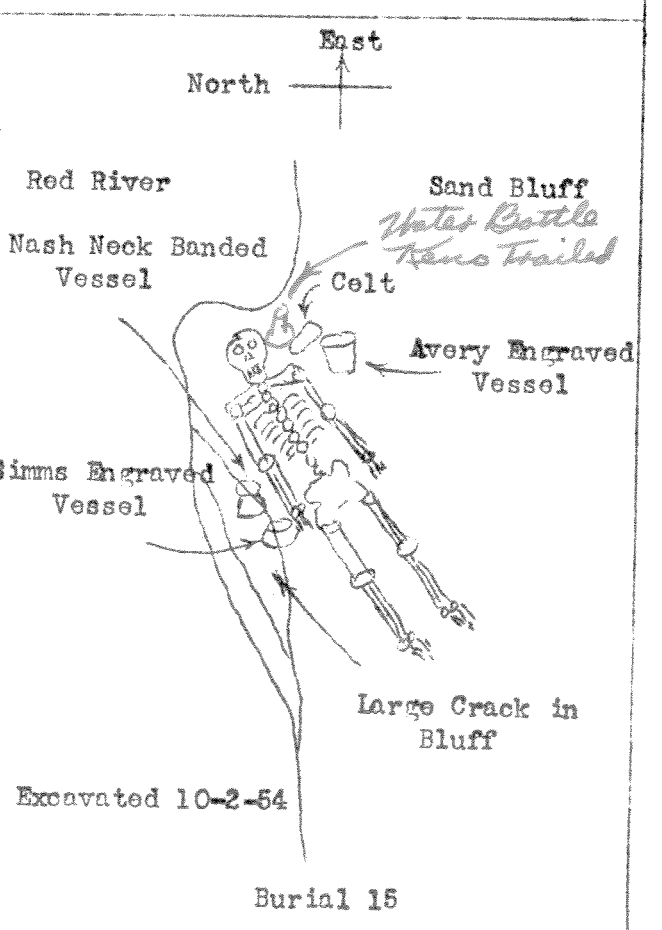 East
North
Red River
Sand Bluff
Water Bottle
Keno Trailed
Nash Neck Banded
Vessel
Celt
Avery Engraved
Vessel
Simms Engraved
Vessel
Large Crack in
Bluff
Excavated 10-2-54
Burial 15